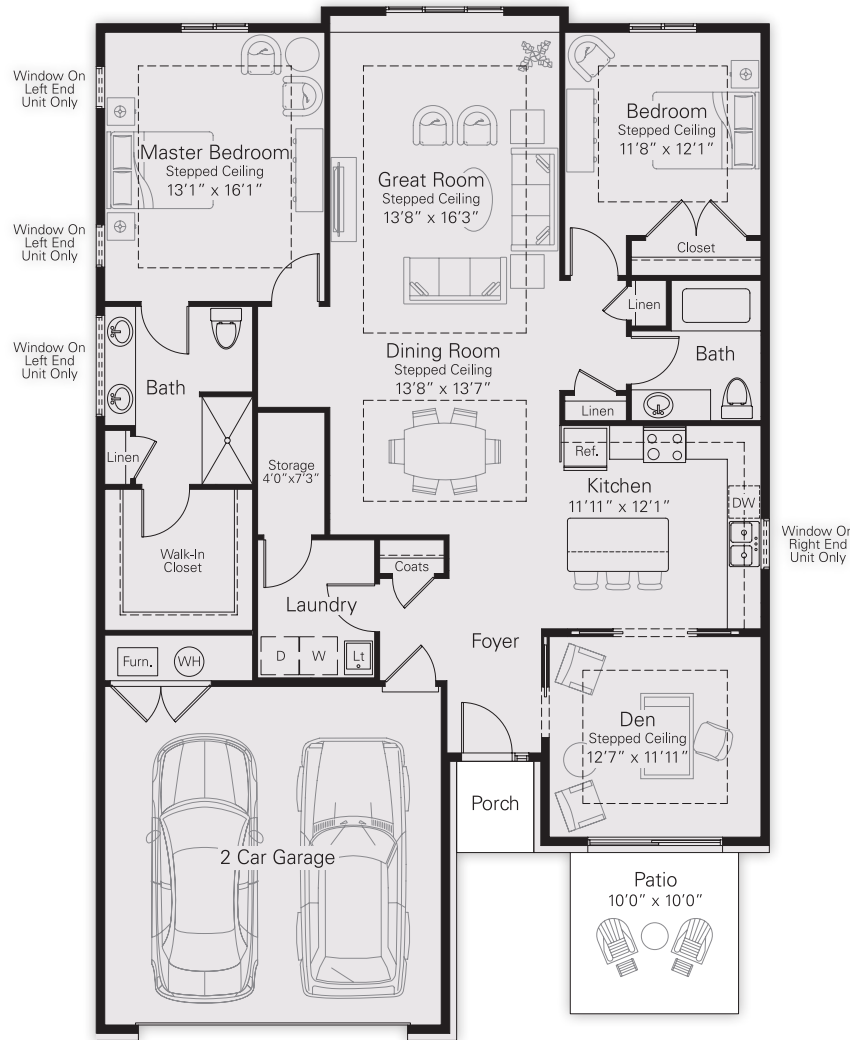 Window On
Left End
Unit Only
Master Bedroom
Stepped Ceiling
13'1" x 16'1"
Great Room
Stepped Ceiling
13'8" x 16'3"
Bedroom
Stepped Ceiling
11'8" x 12'1"
Window On
Left End
Unit Only
Closet
Linen
Window On
Left End
Unit Only
Bath
Dining Room
Stepped Ceiling
13'8" x 13'7"
Bath
Linen
Linen
Storage
4'0"x7'3"
Ref.
Kitchen
11'11" x 12'1"
DW
Window On
Right End
Unit Only
Walk-In
Closet
Coats
Laundry
D
W
Lt
Furn.
WH
Foyer
Den
Stepped Ceiling
12'7" x 11'11"
Porch
2 Car Garage
Patio
10'0" x 10'0"